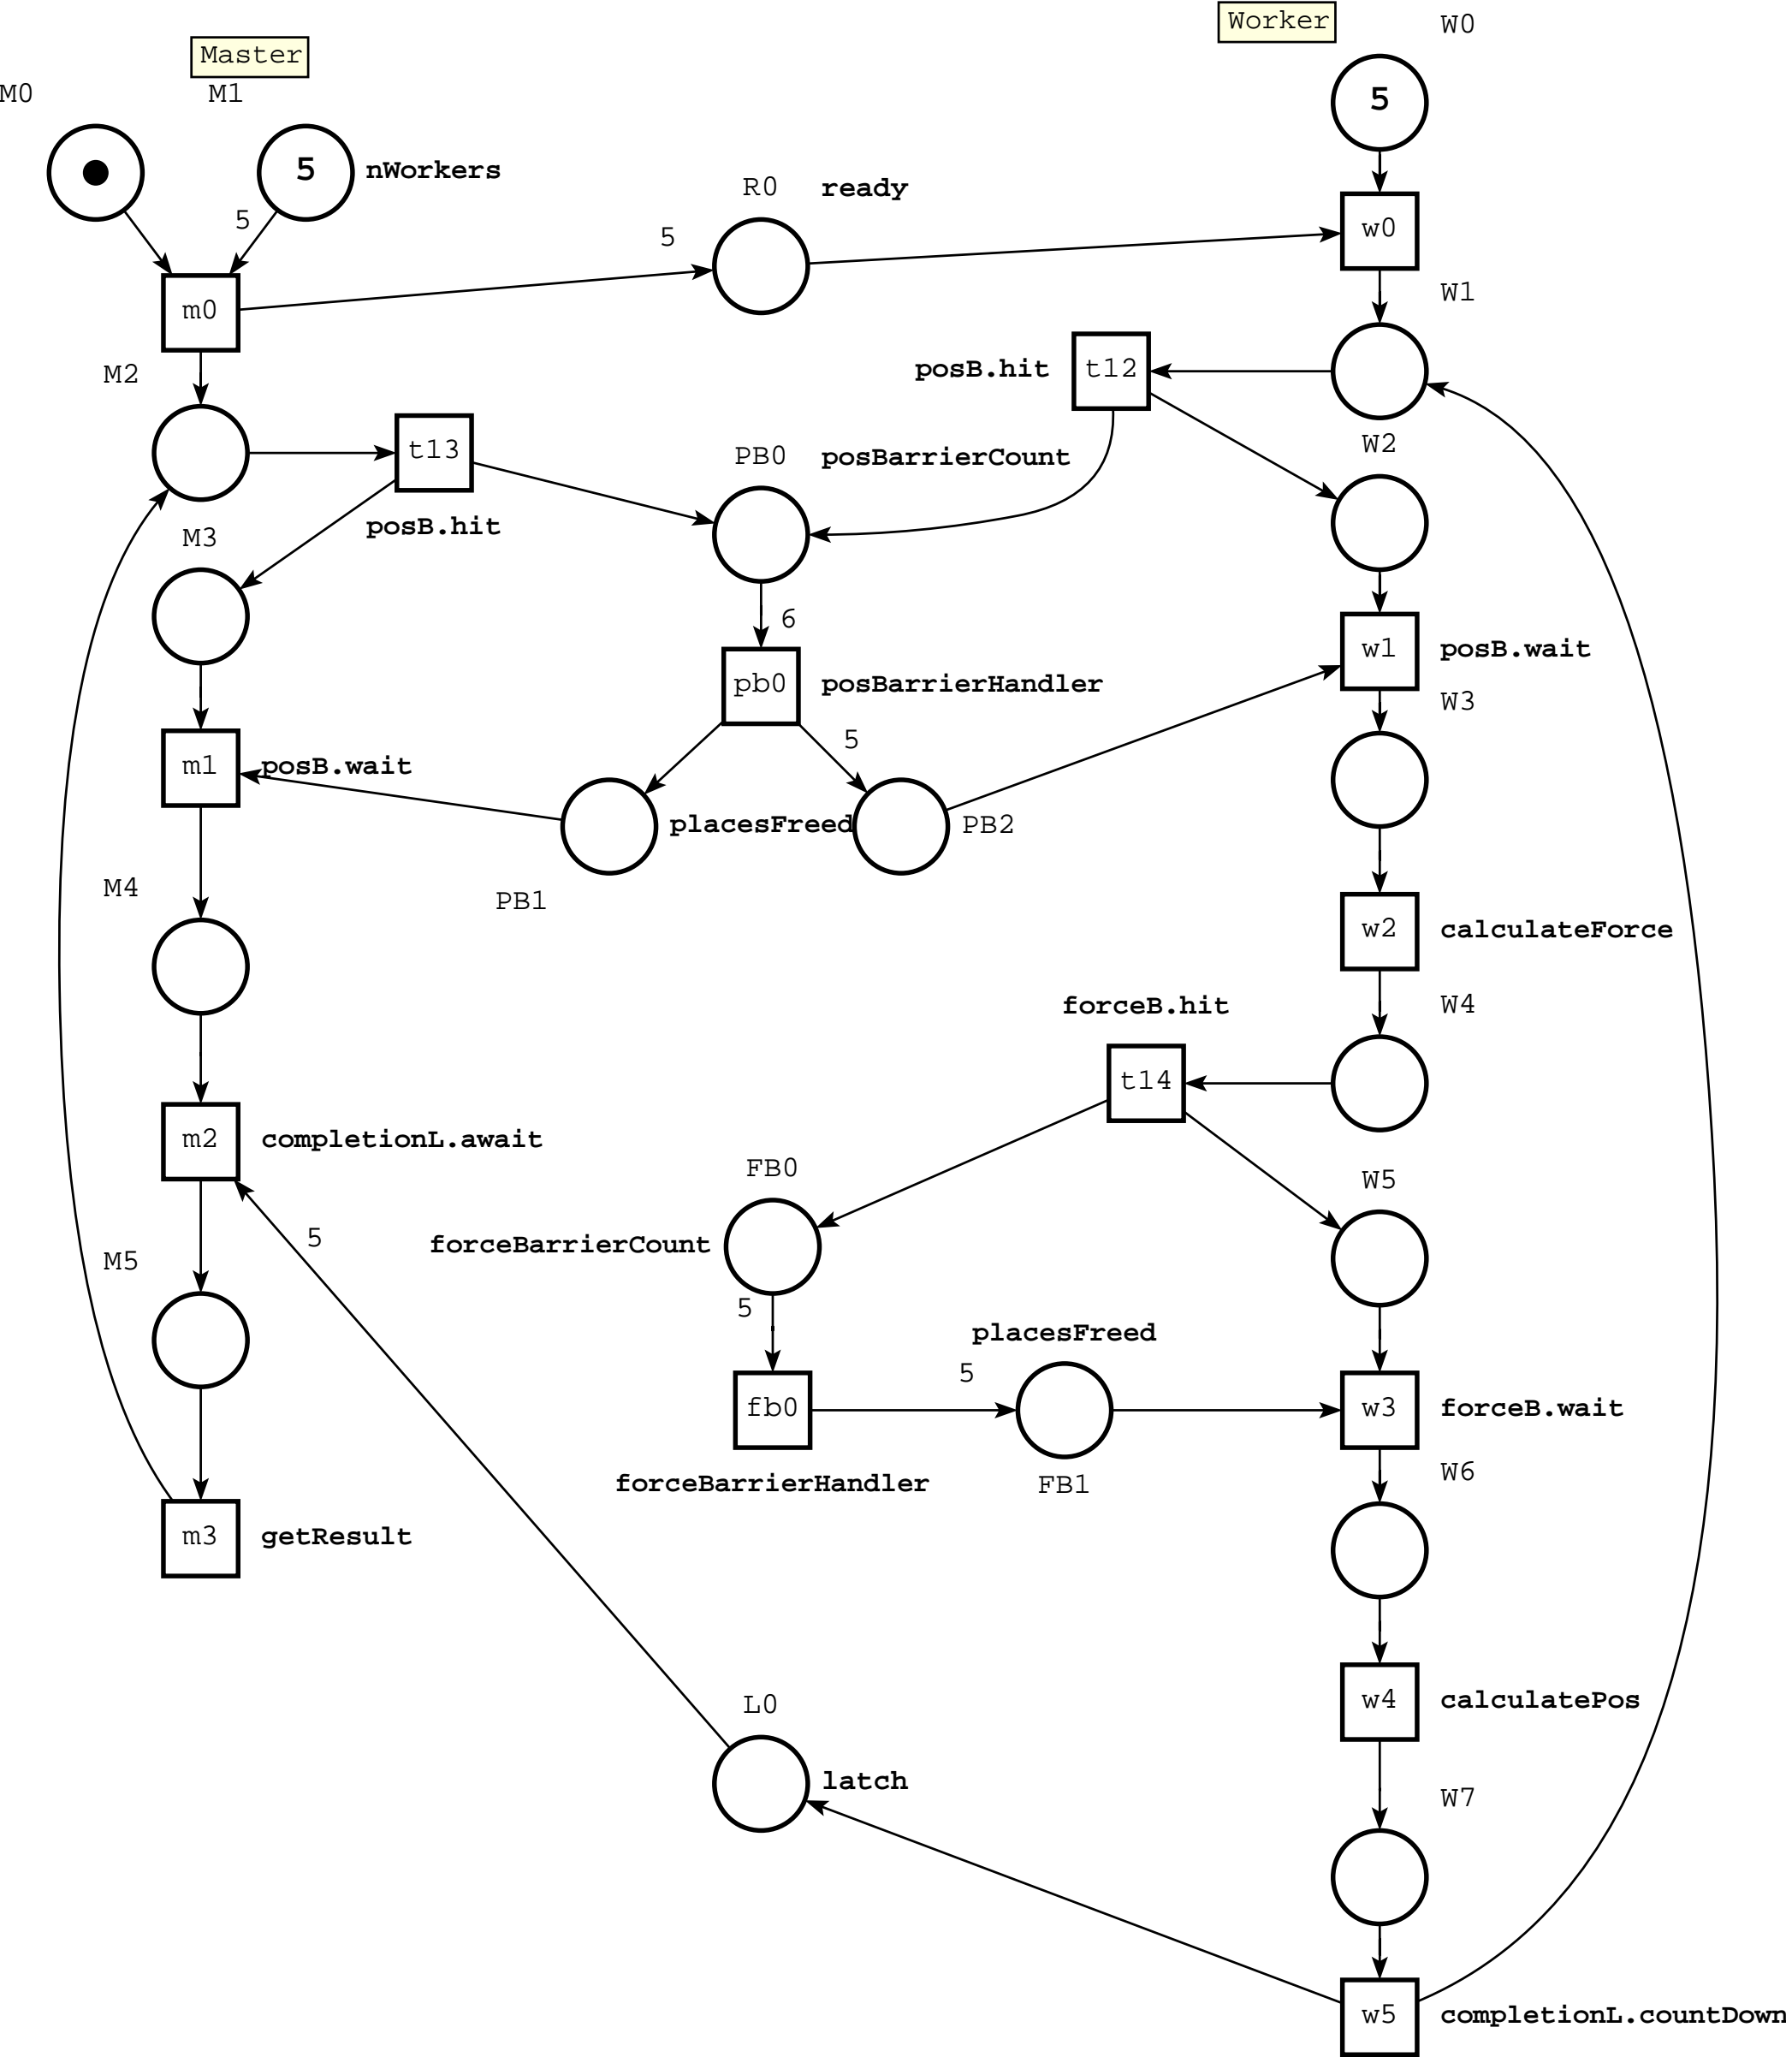 Worker
W0
Master
M0
M1
5
5
nWorkers
5
R0
ready
5
w0
m0
W1
M2
posB.hit
t12
t13
PB0
posBarrierCount
W2
posB.hit
M3
6
w1
posB.wait
pb0
posBarrierHandler
W3
5
m1
posB.wait
placesFreed
PB2
M4
PB1
w2
calculateForce
forceB.hit
W4
t14
m2
completionL.await
FB0
W5
5
forceBarrierCount
M5
5
placesFreed
5
fb0
w3
forceB.wait
forceBarrierHandler
FB1
W6
m3
getResult
L0
w4
calculatePos
latch
W7
w5
completionL.countDown